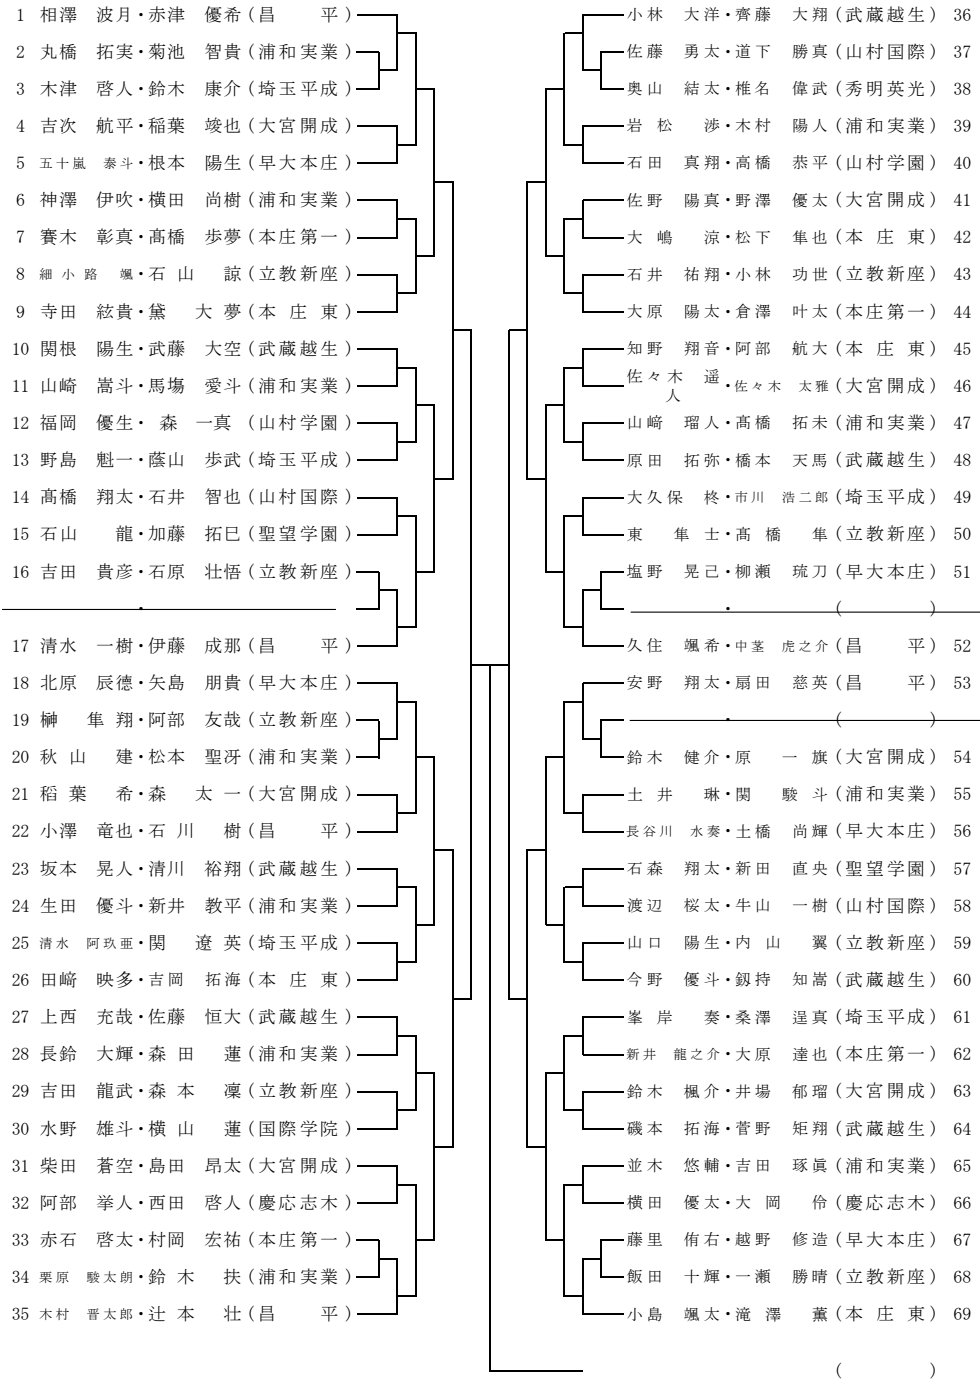 1 相澤 波月・赤津 優希(昌 平)
2 丸橋 拓実・菊池 智貴(浦和実業)
3 木津 啓人・鈴木 康介(埼玉平成)
4 吉次 航平・稲葉 竣也(大宮開成)
5 五十嵐 泰斗・根本 陽生(早大本庄)
6 神澤 伊吹・横田 尚樹(浦和実業)
7 賽木 彰真・髙橋 歩夢(本庄第一)
8 細小路 颯・石山 諒(立教新座)
9 寺田 絃貴・黛 大夢(本庄東)
10 関根 陽生・武藤 大空(武蔵越生)
11 山崎 嵩斗・馬場 愛斗(浦和実業)
12 福岡 優生・森 一真(山村学園)
13 野島 魁一・蔭山 歩武(埼玉平成)
14 髙橋 翔太・石井 智也(山村国際)
15 石山 龍・加藤 拓巳(聖望学園)
16 吉田 貴彦・石原 壮悟(立教新座)
・
17 清水 一樹・伊藤 成那(昌 平)
18 北原 辰徳・矢島 朋貴(早大本庄)
19 榊 隼翔・阿部 友哉(立教新座)
20 秋山 建・松本 聖冴(浦和実業)
21 稻葉 希・森 太一(大宮開成)
22 小澤 竜也・石川 樹(昌 平)
23 坂本 晃人・清川 裕翔(武蔵越生)
24 生田 優斗・新井 教平(浦和実業)
25 清水 阿玖亜・関 遼英(埼玉平成)
26 田﨑 映多・吉岡 拓海(本庄東)
27 上西 充哉・佐藤 恒大(武蔵越生)
28 長鈴 大輝・森田 蓮(浦和実業)
29 吉田 龍武・森本 凜(立教新座)
30 水野 雄斗・横山 蓮(国際学院)
31 柴田 蒼空・島田 昂太(大宮開成)
32 阿部 挙人・西田 啓人(慶応志木)
33 赤石 啓太・村岡 宏祐(本庄第一)
34 栗原 駿太朗・鈴木 扶(浦和実業)
35 木村 晋太郎・辻本 壮(昌 平)
小林 大洋・齊藤 大翔(武蔵越生) 36
佐藤 勇太・道下 勝真(山村国際) 37
奥山 結太・椎名 偉武(秀明英光) 38
岩松 渉・木村 陽人(浦和実業) 39
石田 真翔・高橋 恭平(山村学園) 40
佐野 陽真・野澤 優太(大宮開成) 41
大嶋 涼・松下 隼也(本庄東) 42
石井 祐翔・小林 功世(立教新座) 43
大原 陽太・倉澤 叶太(本庄第一) 44
知野 翔音・阿部 航大(本庄東) 45
佐々木 遥人・佐々木 太雅(大宮開成) 46
山﨑 瑠人・髙橋 拓未(浦和実業) 47
原田 拓弥・橋本 天馬(武蔵越生) 48
大久保 柊・市川 浩二郎(埼玉平成) 49
東 隼士・髙橋 隼(立教新座) 50
塩野 晃己・柳瀬 琉刀(早大本庄) 51
・ ( )
久住 颯希・中茎 虎之介(昌 平) 52
安野 翔太・扇田 慈英(昌 平) 53
・ ( )
鈴木 健介・原 一旗(大宮開成) 54
土井 琳・関 駿斗(浦和実業) 55
長谷川 水奏・土橋 尚輝(早大本庄) 56
石森 翔太・新田 直央(聖望学園) 57
渡辺 桜太・牛山 一樹(山村国際) 58
山口 陽生・内山 翼(立教新座) 59
今野 優斗・釼持 知嵩(武蔵越生) 60
峯岸 奏・桑澤 逞真(埼玉平成) 61
新井 龍之介・大原 達也(本庄第一) 62
鈴木 楓介・井場 郁瑠(大宮開成) 63
磯本 拓海・菅野 矩翔(武蔵越生) 64
並木 悠輔・吉田 琢眞(浦和実業) 65
横田 優太・大岡 伶(慶応志木) 66
藤里 侑右・越野 修造(早大本庄) 67
飯田 十輝・一瀬 勝晴(立教新座) 68
小島 颯太・滝澤 薫(本庄東) 69
( )